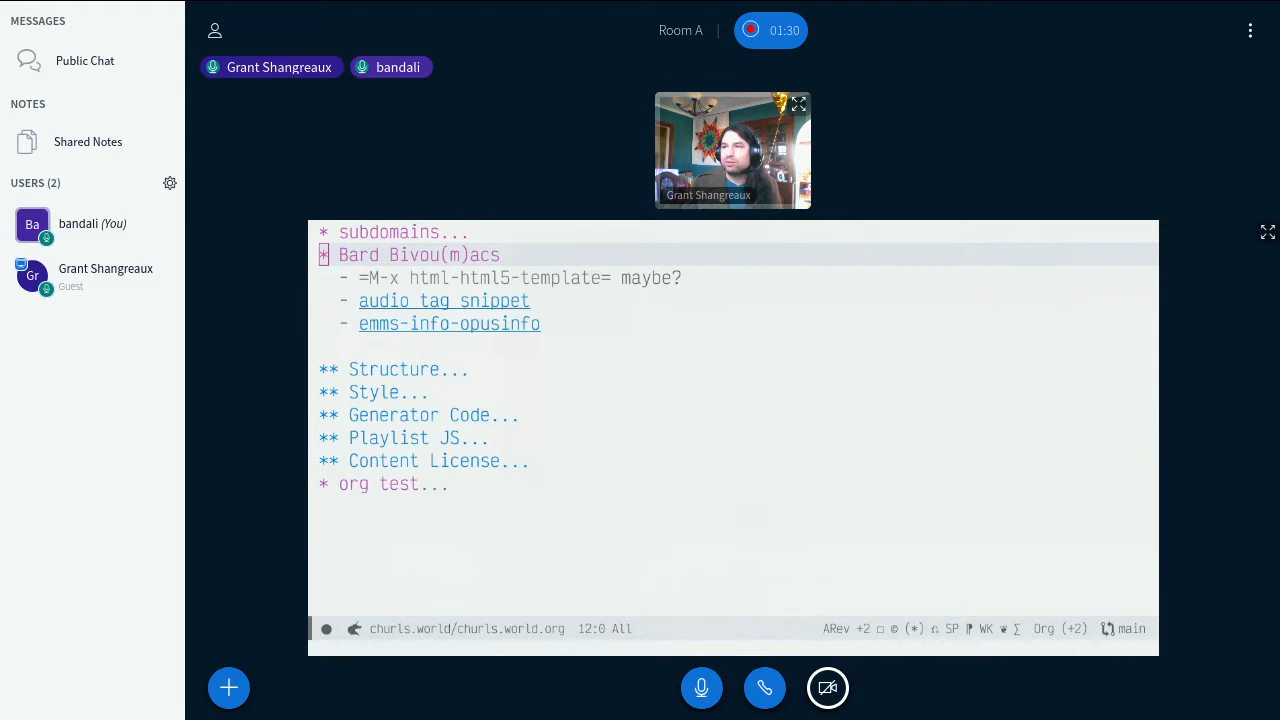 MESSAGES
Public Chat
NOTES
Shared Notes
USERS (2)
Ba
bandali (You)
Gr
Grant Shangreaux
Guest
Room A
01:30
Grant Shangreaux
bandali
Grant Shangreaux
* subdomains...
* Bard Bivou(m)acs
- =M-x html-html5-template= maybe?
- audio tag snippet
- emms-info-opusinfo
** Structure...
** Style...
** Generator Code...
** Playlist JS...
** Content License...
* org test...
churls.world/churls.world.org 12:0 All
ARev +2 □ © (*) ⎌ SP ⁋ WK ❦ ∑ Org (+2) main